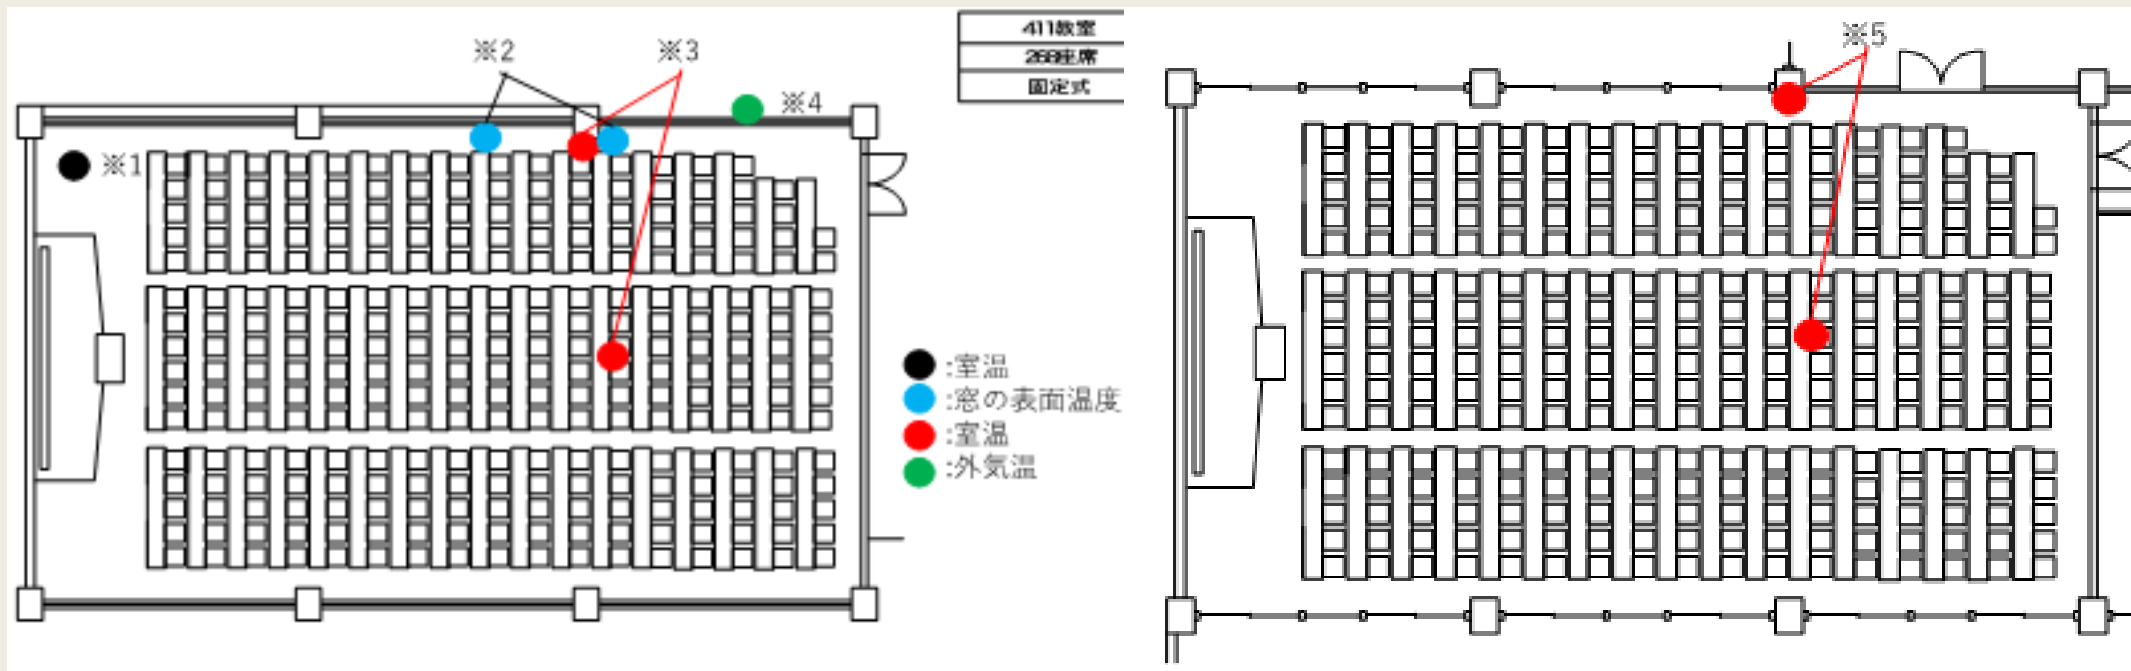 ※2
※3
※4
※1
411教室
268座席
固定式
:室温
:窓の表面温度
:室温
:外気温
※5